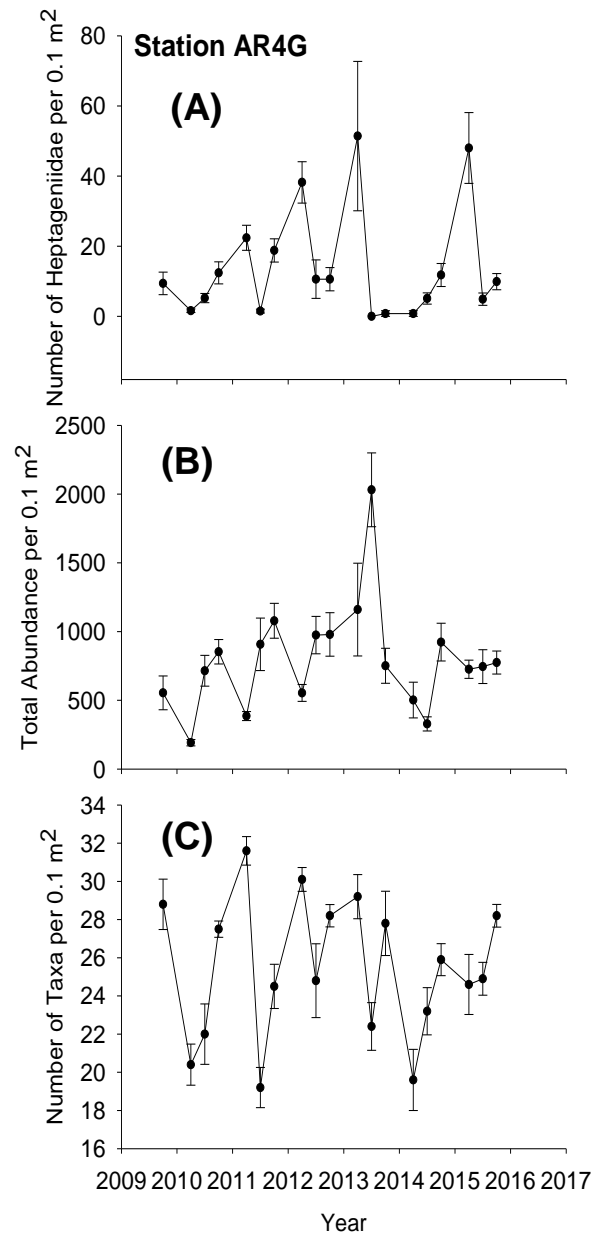 Station AR4G
(A)
Number of Heptageniidae per 0.1 m²
80
60
40
20
0
(B)
Total Abundance per 0.1 m²
2500
2000
1500
1000
500
0
(C)
Number of Taxa per 0.1 m²
34
32
30
28
26
24
22
20
18
16
2009 2010 2011 2012 2013 2014 2015 2016 2017
Year